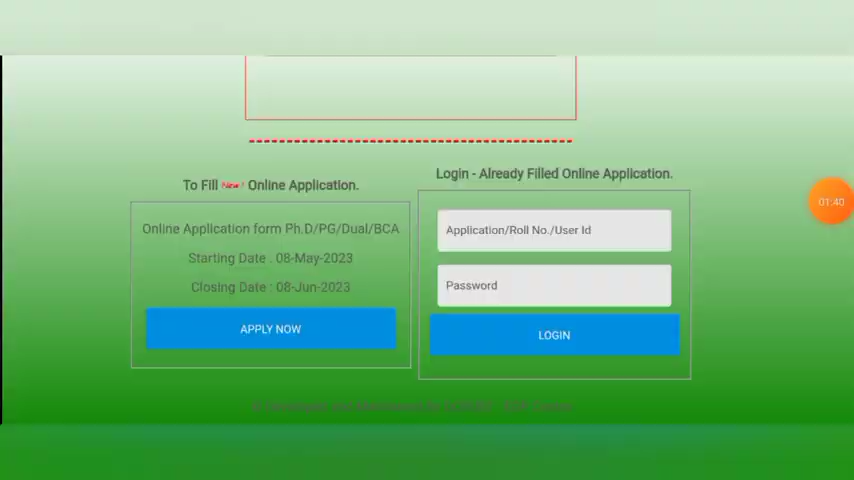 To Fill New! Online Application.
Online Application form Ph.D/PG/Dual/BCA
Starting Date : 08-May-2023
Closing Date : 08-Jun-2023
APPLY NOW
Login - Already Filled Online Application.
Application/Roll No./User Id
Password
LOGIN
01:40